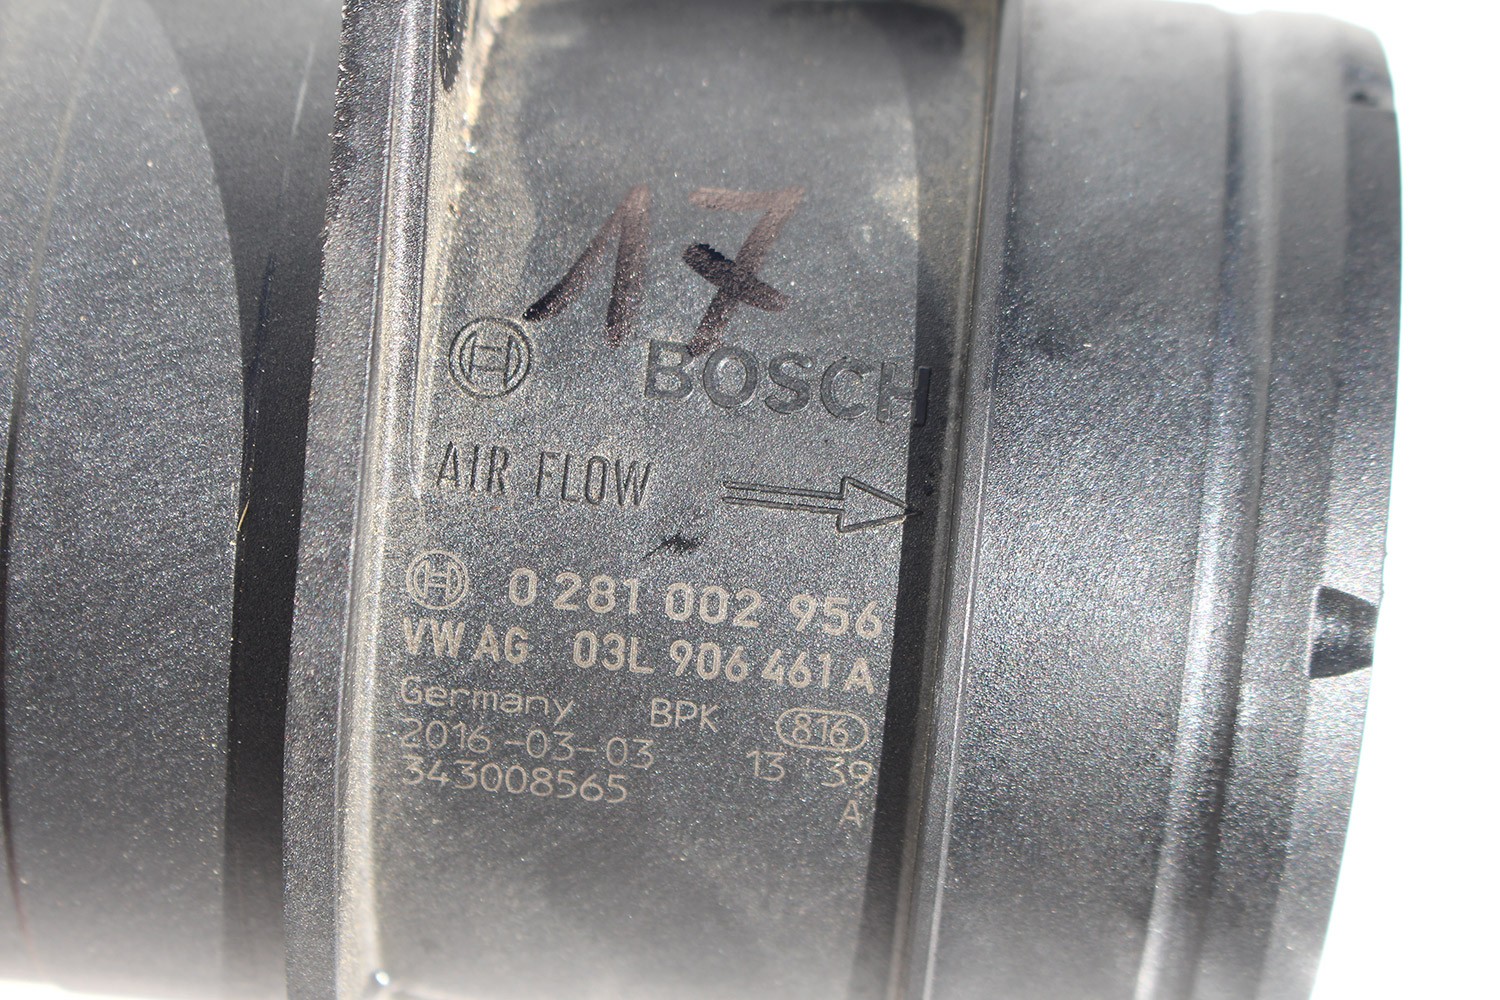 17
BOSCH
AIR FLOW
0 281 002 956
VW AG 03L 906 461 A
Germany BPK 816
2016-03-03 13 39
343008565 A